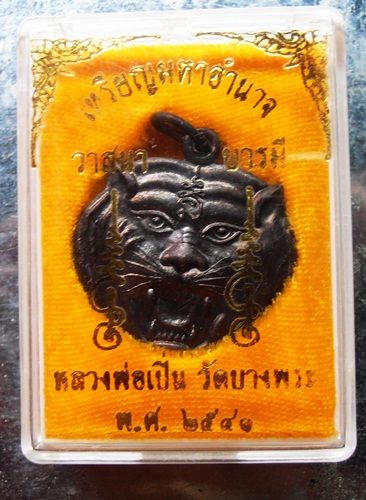 เหรียญมหาอำนาจ
วาสนา บารมี
หลวงพ่อเปิ่น วัดบางพระ
พ.ศ. ๒๕๔๑